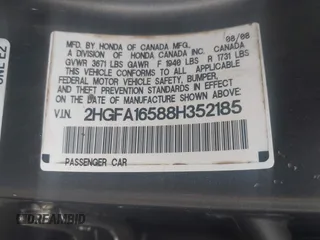 MFD. BY HONDA OF CANADA MFG. 08/08
A DIVISION OF HONDA CANADA INC. CANADA
GVWR 3671 LBS GAWR F 1940 LBS R 1731 LBS
THIS VEHICLE CONFORMS TO ALL APPLICABLE
FEDERAL MOTOR VEHICLE SAFETY, BUMPER,
AND THEFT PREVENTION STANDARDS IN EFFECT ON
THE DATE OF MANUFACTURE SHOWN ABOVE.
V.I.N. 2HGFA16588H352185
PASSENGER CAR
DREAMBID